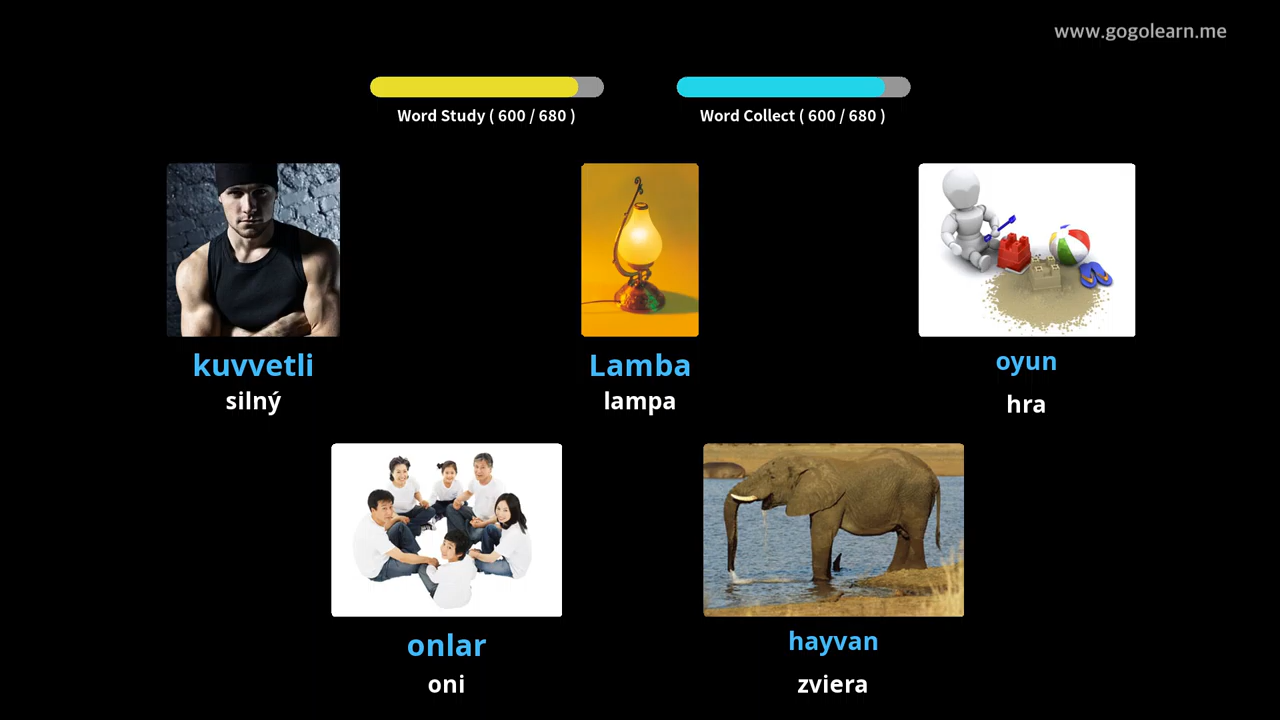 www.gogolearn.me
Word Study ( 600 / 680 )
Word Collect ( 600 / 680 )
kuvvetli
silný
Lamba
lampa
oyun
hra
onlar
oni
hayvan
zviera